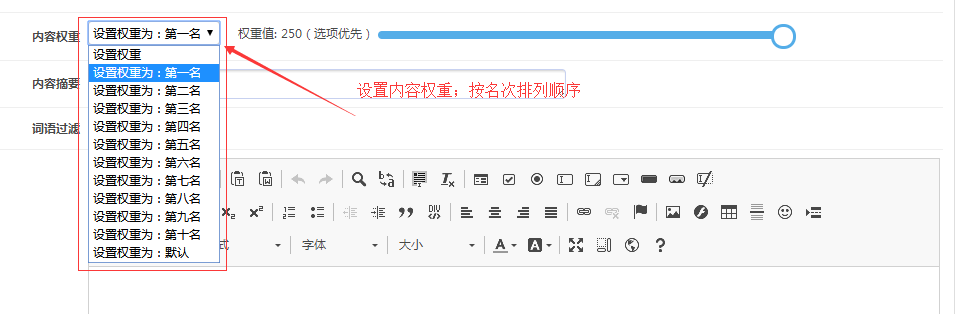 内容权重 设置权重为：第一名 权重值: 250（选项优先）
设置权重
设置权重为：第一名
内容摘要
设置权重为：第二名
设置内容权重；按名次排列顺序
设置权重为：第三名
词语过滤
设置权重为：第四名
设置权重为：第五名
设置权重为：第六名
设置权重为：第七名
设置权重为：第八名
设置权重为：第九名
设置权重为：第十名
设置权重为：默认
式 字体 大小